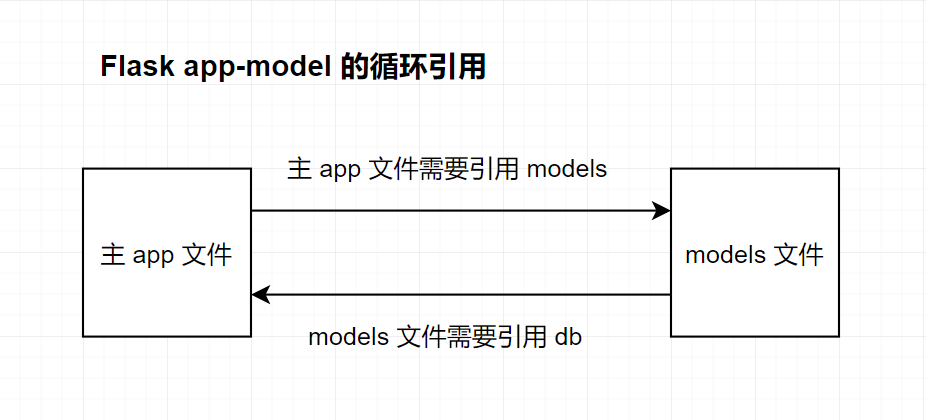 Flask app-model 的循环引用
主 app 文件需要引用 models
主 app 文件
models 文件
models 文件需要引用 db